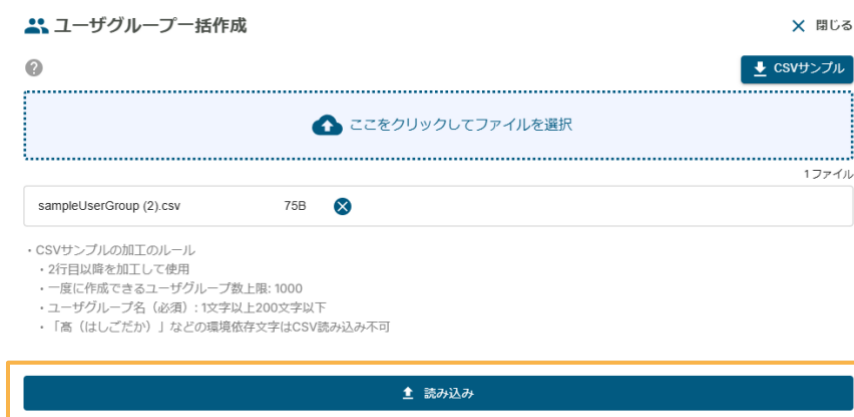 ユーザグループ一括作成
閉じる
CSVサンプル
ここをクリックしてファイルを選択
1ファイル
sampleUserGroup (2).csv 75B
・CSVサンプルの加工のルール
・2行目以降を加工して使用
・一度に作成できるユーザグループ数上限: 1000
・ユーザグループ名（必須）: 1文字以上200文字以下
・「髙（はしごだか）」などの環境依存文字はCSV読み込み不可
読み込み